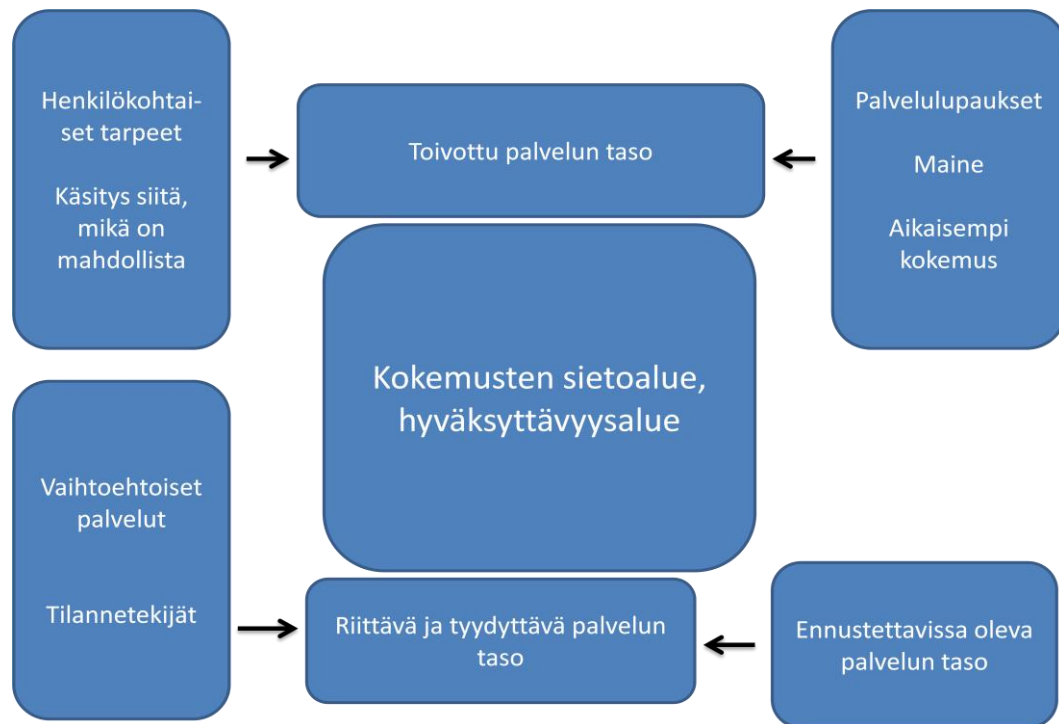 Henkilökohtai-
set tarpeet
Käsitys siitä,
mikä on
mahdollista
Toivottu palvelun taso
Palvelulupaukset
Maine
Aikaisempi
kokemus
Kokemusten sietoalue,
hyväksyttävyysalue
Vaihtoehtoiset
palvelut
Tilannetekijät
Riittävä ja tyydyttävä palvelun
taso
Ennustettavissa oleva
palvelun taso